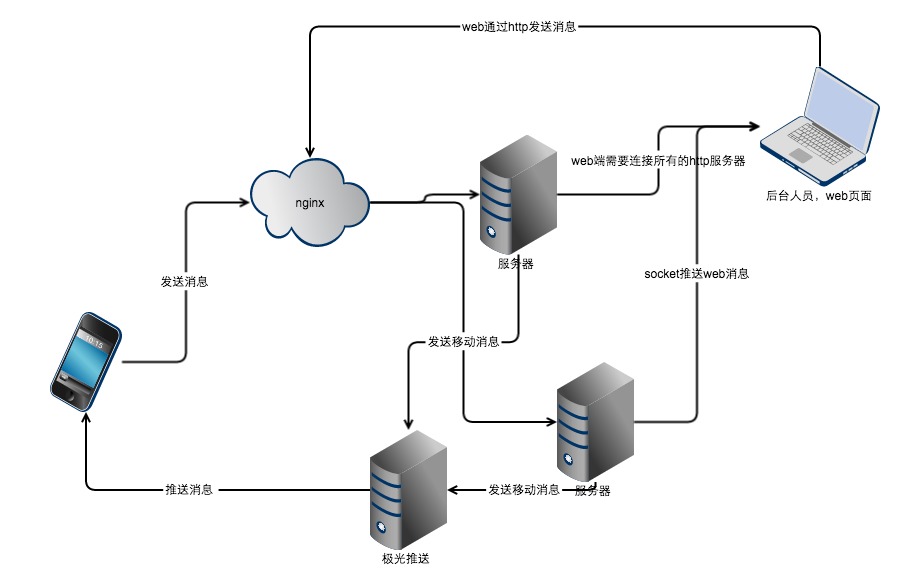 web通过http发送消息
web端需要连接所有的http服务器
后台人员，web页面
nginx
服务器
socket推送web消息
发送消息
10.15
发送移动消息
推送消息
发送移动消息
服务器
极光推送